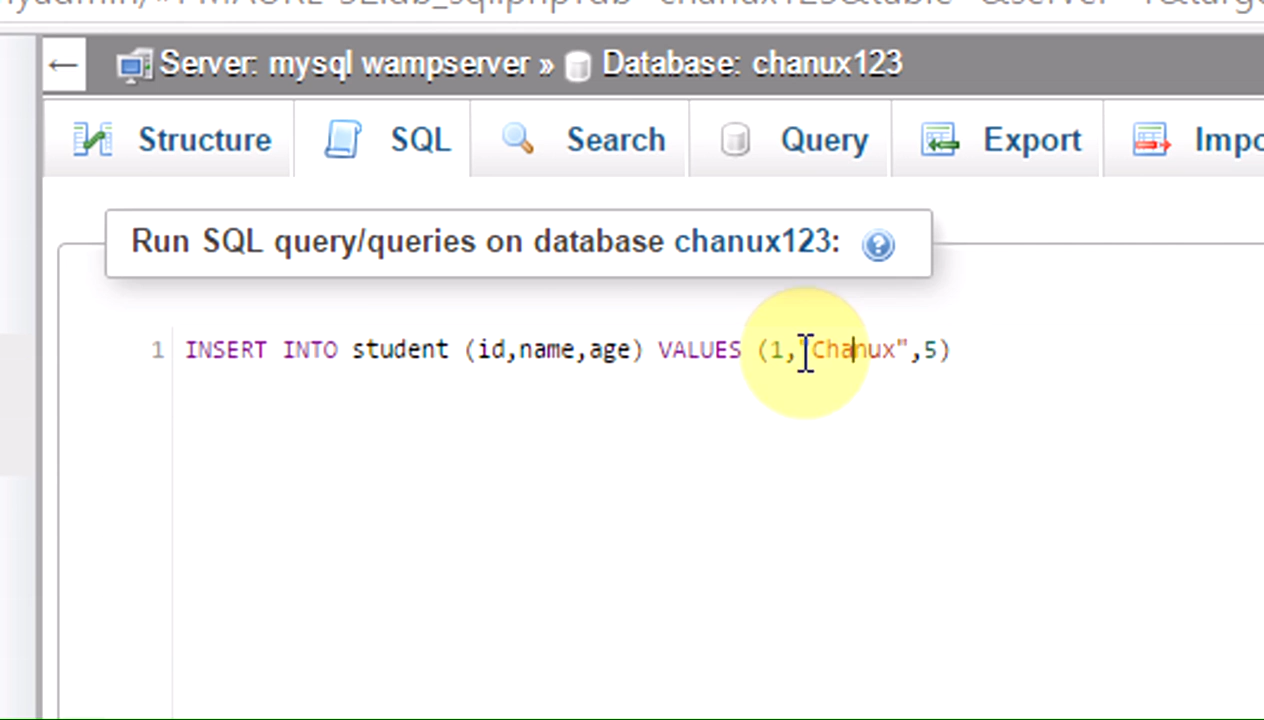 Server: mysql wampserver » Database: chanux123
Structure SQL Search Query Export
Run SQL query/queries on database chanux123:
1 INSERT INTO student (id,name,age) VALUES (1,"Chanux",5)